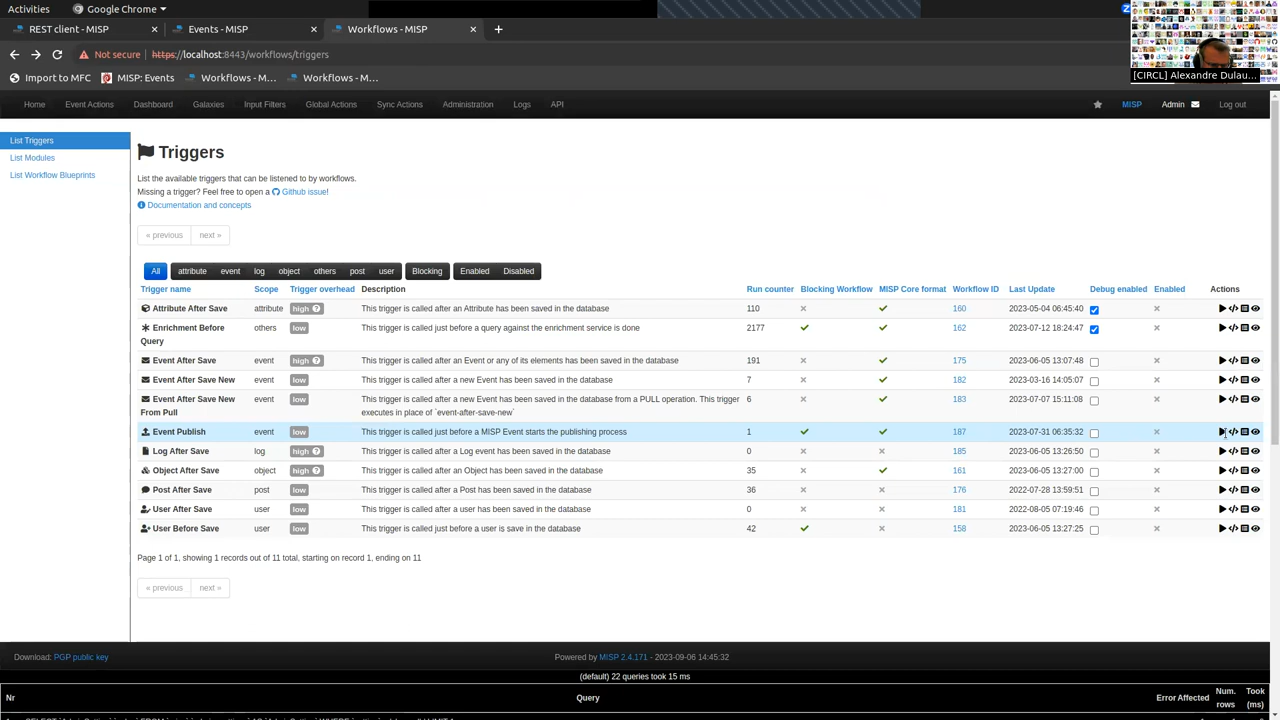 Activities
Google Chrome
REST client - MISP
Events - MISP
Workflows - MISP
Not secure
https://localhost:8443/workflows/triggers
Import to MFC
MISP: Events
Workflows - M...
Workflows - M...
[CIRCL] Alexandre Dulau...
Home
Event Actions
Dashboard
Galaxies
Input Filters
Global Actions
Sync Actions
Administration
Logs
API
MISP
Admin
Log out
List Triggers
List Modules
List Workflow Blueprints
Triggers
List the available triggers that can be listened to by workflows.
Missing a trigger? Feel free to open a Github issue!
Documentation and concepts
« previous next »
All attribute event log object others post user Blocking Enabled Disabled
Trigger name Scope Trigger overhead Description Run counter Blocking Workflow MISP Core format Workflow ID Last Update Debug enabled Enabled Actions
Attribute After Save attribute high This trigger is called after an Attribute has been saved in the database 110 160 2023-05-04 06:45:40
Enrichment Before Query others low This trigger is called just before a query against the enrichment service is done 2177 162 2023-07-12 18:24:47
Event After Save event high This trigger is called after an Event or any of its elements has been saved in the database 191 175 2023-06-05 13:07:48
Event After Save New event low This trigger is called after a new Event has been saved in the database 7 182 2023-03-16 14:05:07
Event After Save New From Pull event low This trigger is called after a new Event has been saved in the database from a PULL operation. This trigger executes in place of `event-after-save-new` 6 183 2023-07-07 15:11:08
Event Publish event low This trigger is called just before a MISP Event starts the publishing process 1 187 2023-07-31 06:35:32
Log After Save log high This trigger is called after a Log event has been saved in the database 0 185 2023-06-05 13:26:50
Object After Save object high This trigger is called after an Object has been saved in the database 35 161 2023-06-05 13:27:00
Post After Save post low This trigger is called after a Post has been saved in the database 36 176 2022-07-28 13:59:51
User After Save user low This trigger is called after a user has been saved in the database 0 181 2022-08-05 07:19:46
User Before Save user low This trigger is called just before a user is save in the database 42 158 2023-06-05 13:27:25
Page 1 of 1, showing 1 records out of 11 total, starting on record 1, ending on 11
« previous next »
Download: PGP public key
Powered by MISP 2.4.171 - 2023-09-06 14:45:32
(default) 22 queries took 15 ms
Nr Query Error Affected Num. rows Took (ms)